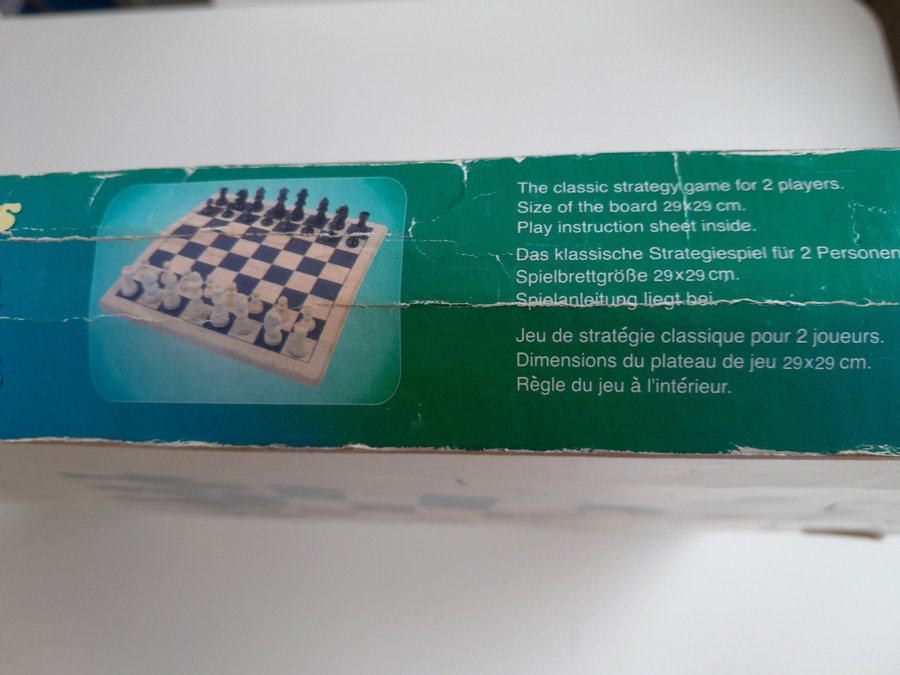 The classic strategy game for 2 players.
Size of the board 29x29 cm.
Play instruction sheet inside.
Das klassische Strategiespiel für 2 Personen
Spielbrettgröße 29x29 cm.
Spielanleitung liegt bei.
Jeu de stratégie classique pour 2 joueurs.
Dimensions du plateau de jeu 29x29 cm.
Règle du jeu à l'intérieur.